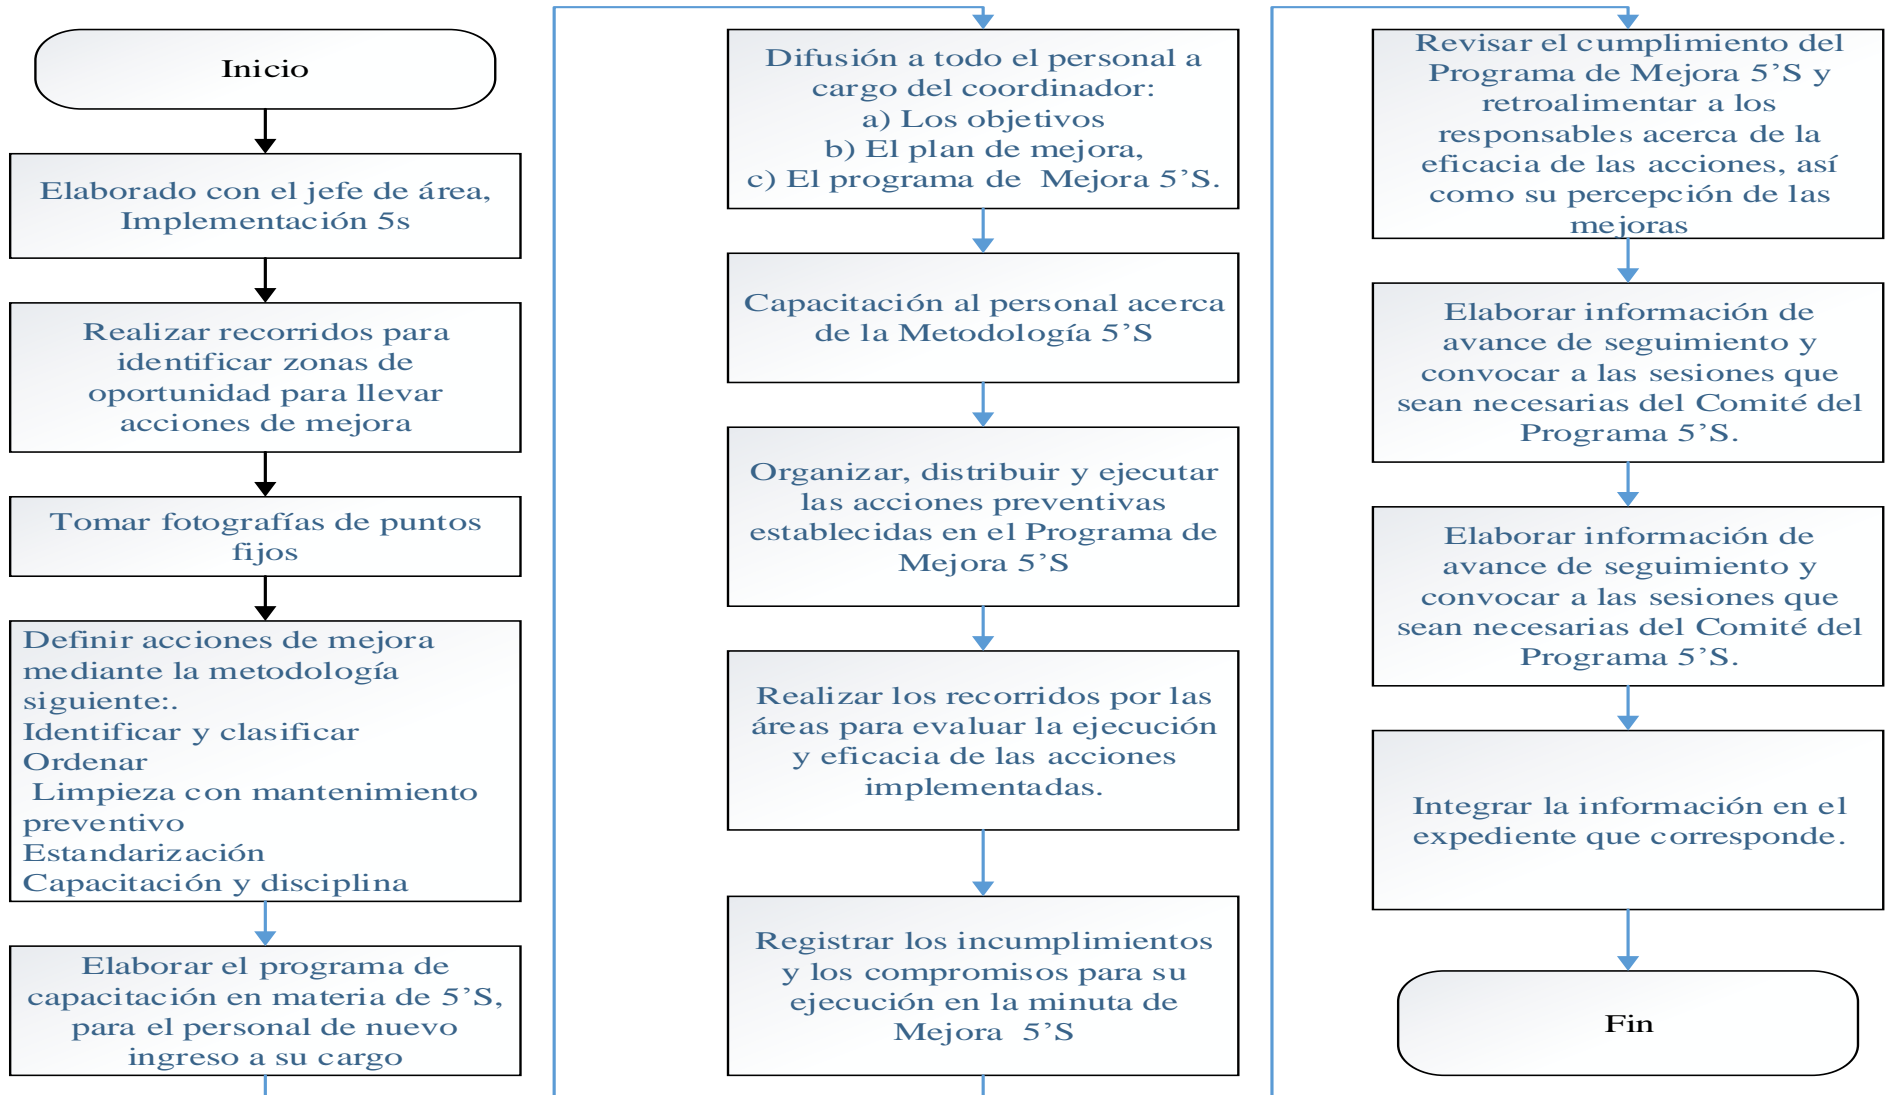 Inicio
Elaborado con el jefe de área,
Implementación 5s
Realizar recorridos para
identificar zonas de
oportunidad para llevar
acciones de mejora
Tomar fotografías de puntos
fijos
Definir acciones de mejora
mediante la metodología
siguiente:.
Identificar y clasificar
Ordenar
Limpieza con mantenimiento
preventivo
Estandarización
Capacitación y disciplina
Elaborar el programa de
capacitación en materia de 5’S,
para el personal de nuevo
ingreso a su cargo
Difusión a todo el personal a
cargo del coordinador:
a) Los objetivos
b) El plan de mejora,
c) El programa de Mejora 5’S.
Capacitación al personal acerca
de la Metodología 5’S
Organizar, distribuir y ejecutar
las acciones preventivas
establecidas en el Programa de
Mejora 5’S
Realizar los recorridos por las
áreas para evaluar la ejecución
y eficacia de las acciones
implementadas.
Registrar los incumplimientos
y los compromisos para su
ejecución en la minuta de
Mejora 5’S
Revisar el cumplimiento del
Programa de Mejora 5’S y
retroalimentar a los
responsables acerca de la
eficacia de las acciones, así
como su percepción de las
mejoras
Elaborar información de
avance de seguimiento y
convocar a las sesiones que
sean necesarias del Comité del
Programa 5’S.
Elaborar información de
avance de seguimiento y
convocar a las sesiones que
sean necesarias del Comité del
Programa 5’S.
Integrar la información en el
expediente que corresponde.
Fin